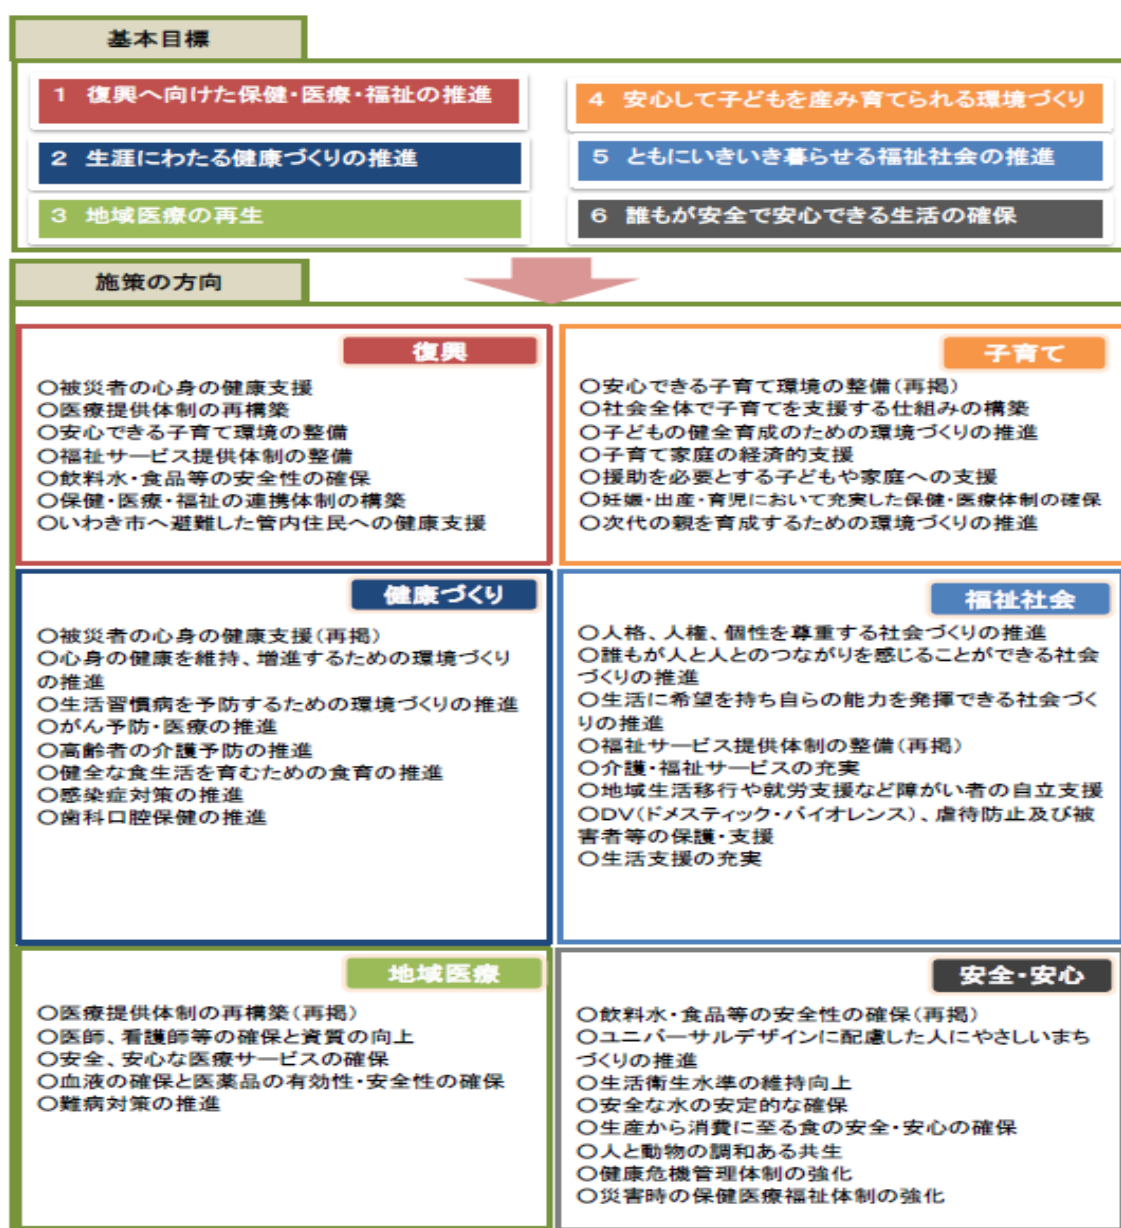 基本目標
1 復興へ向けた保健・医療・福祉の推進
2 生涯にわたる健康づくりの推進
3 地域医療の再生
4 安心して子どもを産み育てられる環境づくり
5 ともにいきいき暮らせる福祉社会の推進
6 誰もが安全で安心できる生活の確保
施策の方向
復興
○被災者の心身の健康支援
○医療提供体制の再構築
○安心できる子育て環境の整備
○福祉サービス提供体制の整備
○飲料水・食品等の安全性の確保
○保健・医療・福祉の連携体制の構築
○いわき市へ避難した管内住民への健康支援
子育て
○安心できる子育て環境の整備(再掲)
○社会全体で子育てを支援する仕組みの構築
○子どもの健全育成のための環境づくりの推進
○子育て家庭の経済的支援
○援助を必要とする子どもや家庭への支援
○妊娠・出産・育児において充実した保健・医療体制の確保
○次代の親を育成するための環境づくりの推進
健康づくり
○被災者の心身の健康支援(再掲)
○心身の健康を維持、増進するための環境づくり
の推進
○生活習慣病を予防するための環境づくりの推進
○がん予防・医療の推進
○高齢者の介護予防の推進
○健全な食生活を育むための食育の推進
○感染症対策の推進
○歯科口腔保健の推進
福祉社会
○人格、人権、個性を尊重する社会づくりの推進
○誰もが人と人とのつながりを感じることができる社会
づくりの推進
○生活に希望を持ち自らの能力を発揮できる社会づく
りの推進
○福祉サービス提供体制の整備(再掲)
○介護・福祉サービスの充実
○地域生活移行や就労支援など障がい者の自立支援
○DV(ドメスティック・バイオレンス)、虐待防止及び被
害者等の保護・支援
○生活支援の充実
地域医療
○医療提供体制の再構築(再掲)
○医師、看護師等の確保と資質の向上
○安全、安心な医療サービスの確保
○血液の確保と医薬品の有効性・安全性の確保
○難病対策の推進
安全・安心
○飲料水・食品等の安全性の確保(再掲)
○ユニバーサルデザインに配慮した人にやさしいまち
づくりの推進
○生活衛生水準の維持向上
○安全な水の安定的な確保
○生産から消費に至る食の安全・安心の確保
○人と動物の調和ある共生
○健康危機管理体制の強化
○災害時の保健医療福祉体制の強化